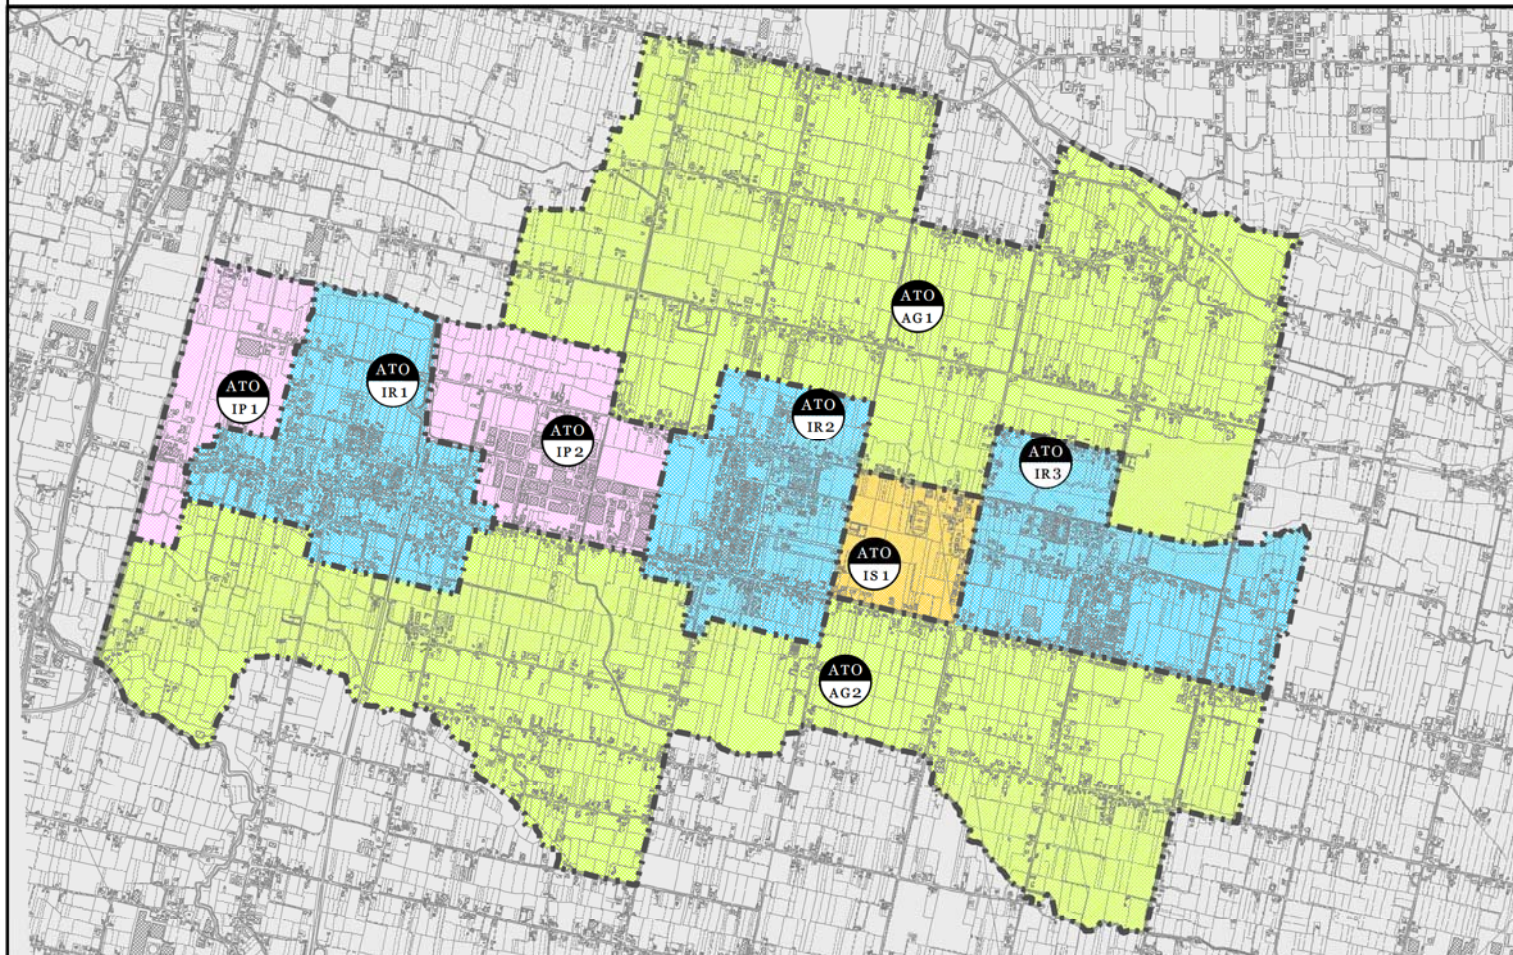 ATO
AG 1
ATO
IR 1
ATO
IP 1
ATO
IR 2
ATO
IP 2
ATO
IR 3
ATO
IS 1
ATO
AG 2